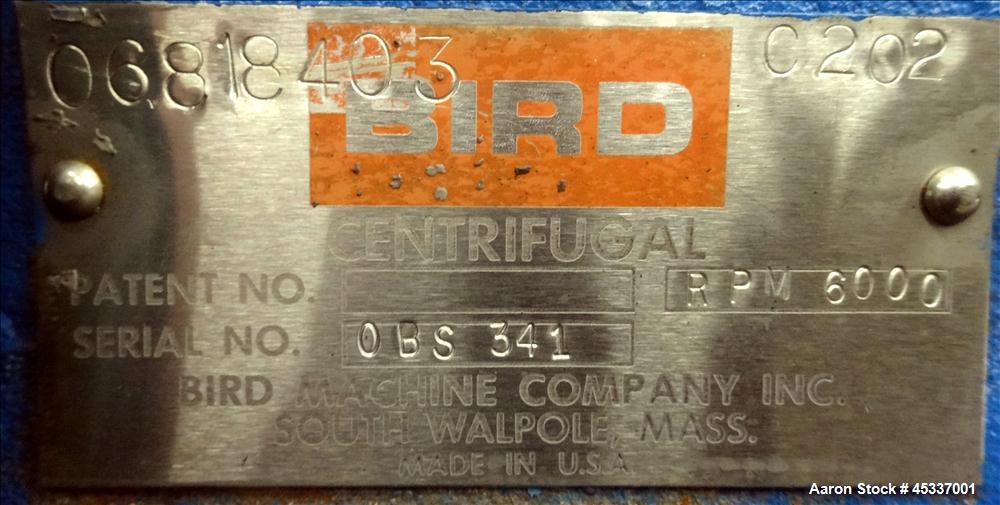 06818403 C202
BIRD
CENTRIFUGAL
PATENT NO. RPM 6000
SERIAL NO. OBS 341
BIRD MACHINE COMPANY INC.
SOUTH WALPOLE, MASS.
MADE IN U.S.A.
Aaron Stock # 45337001